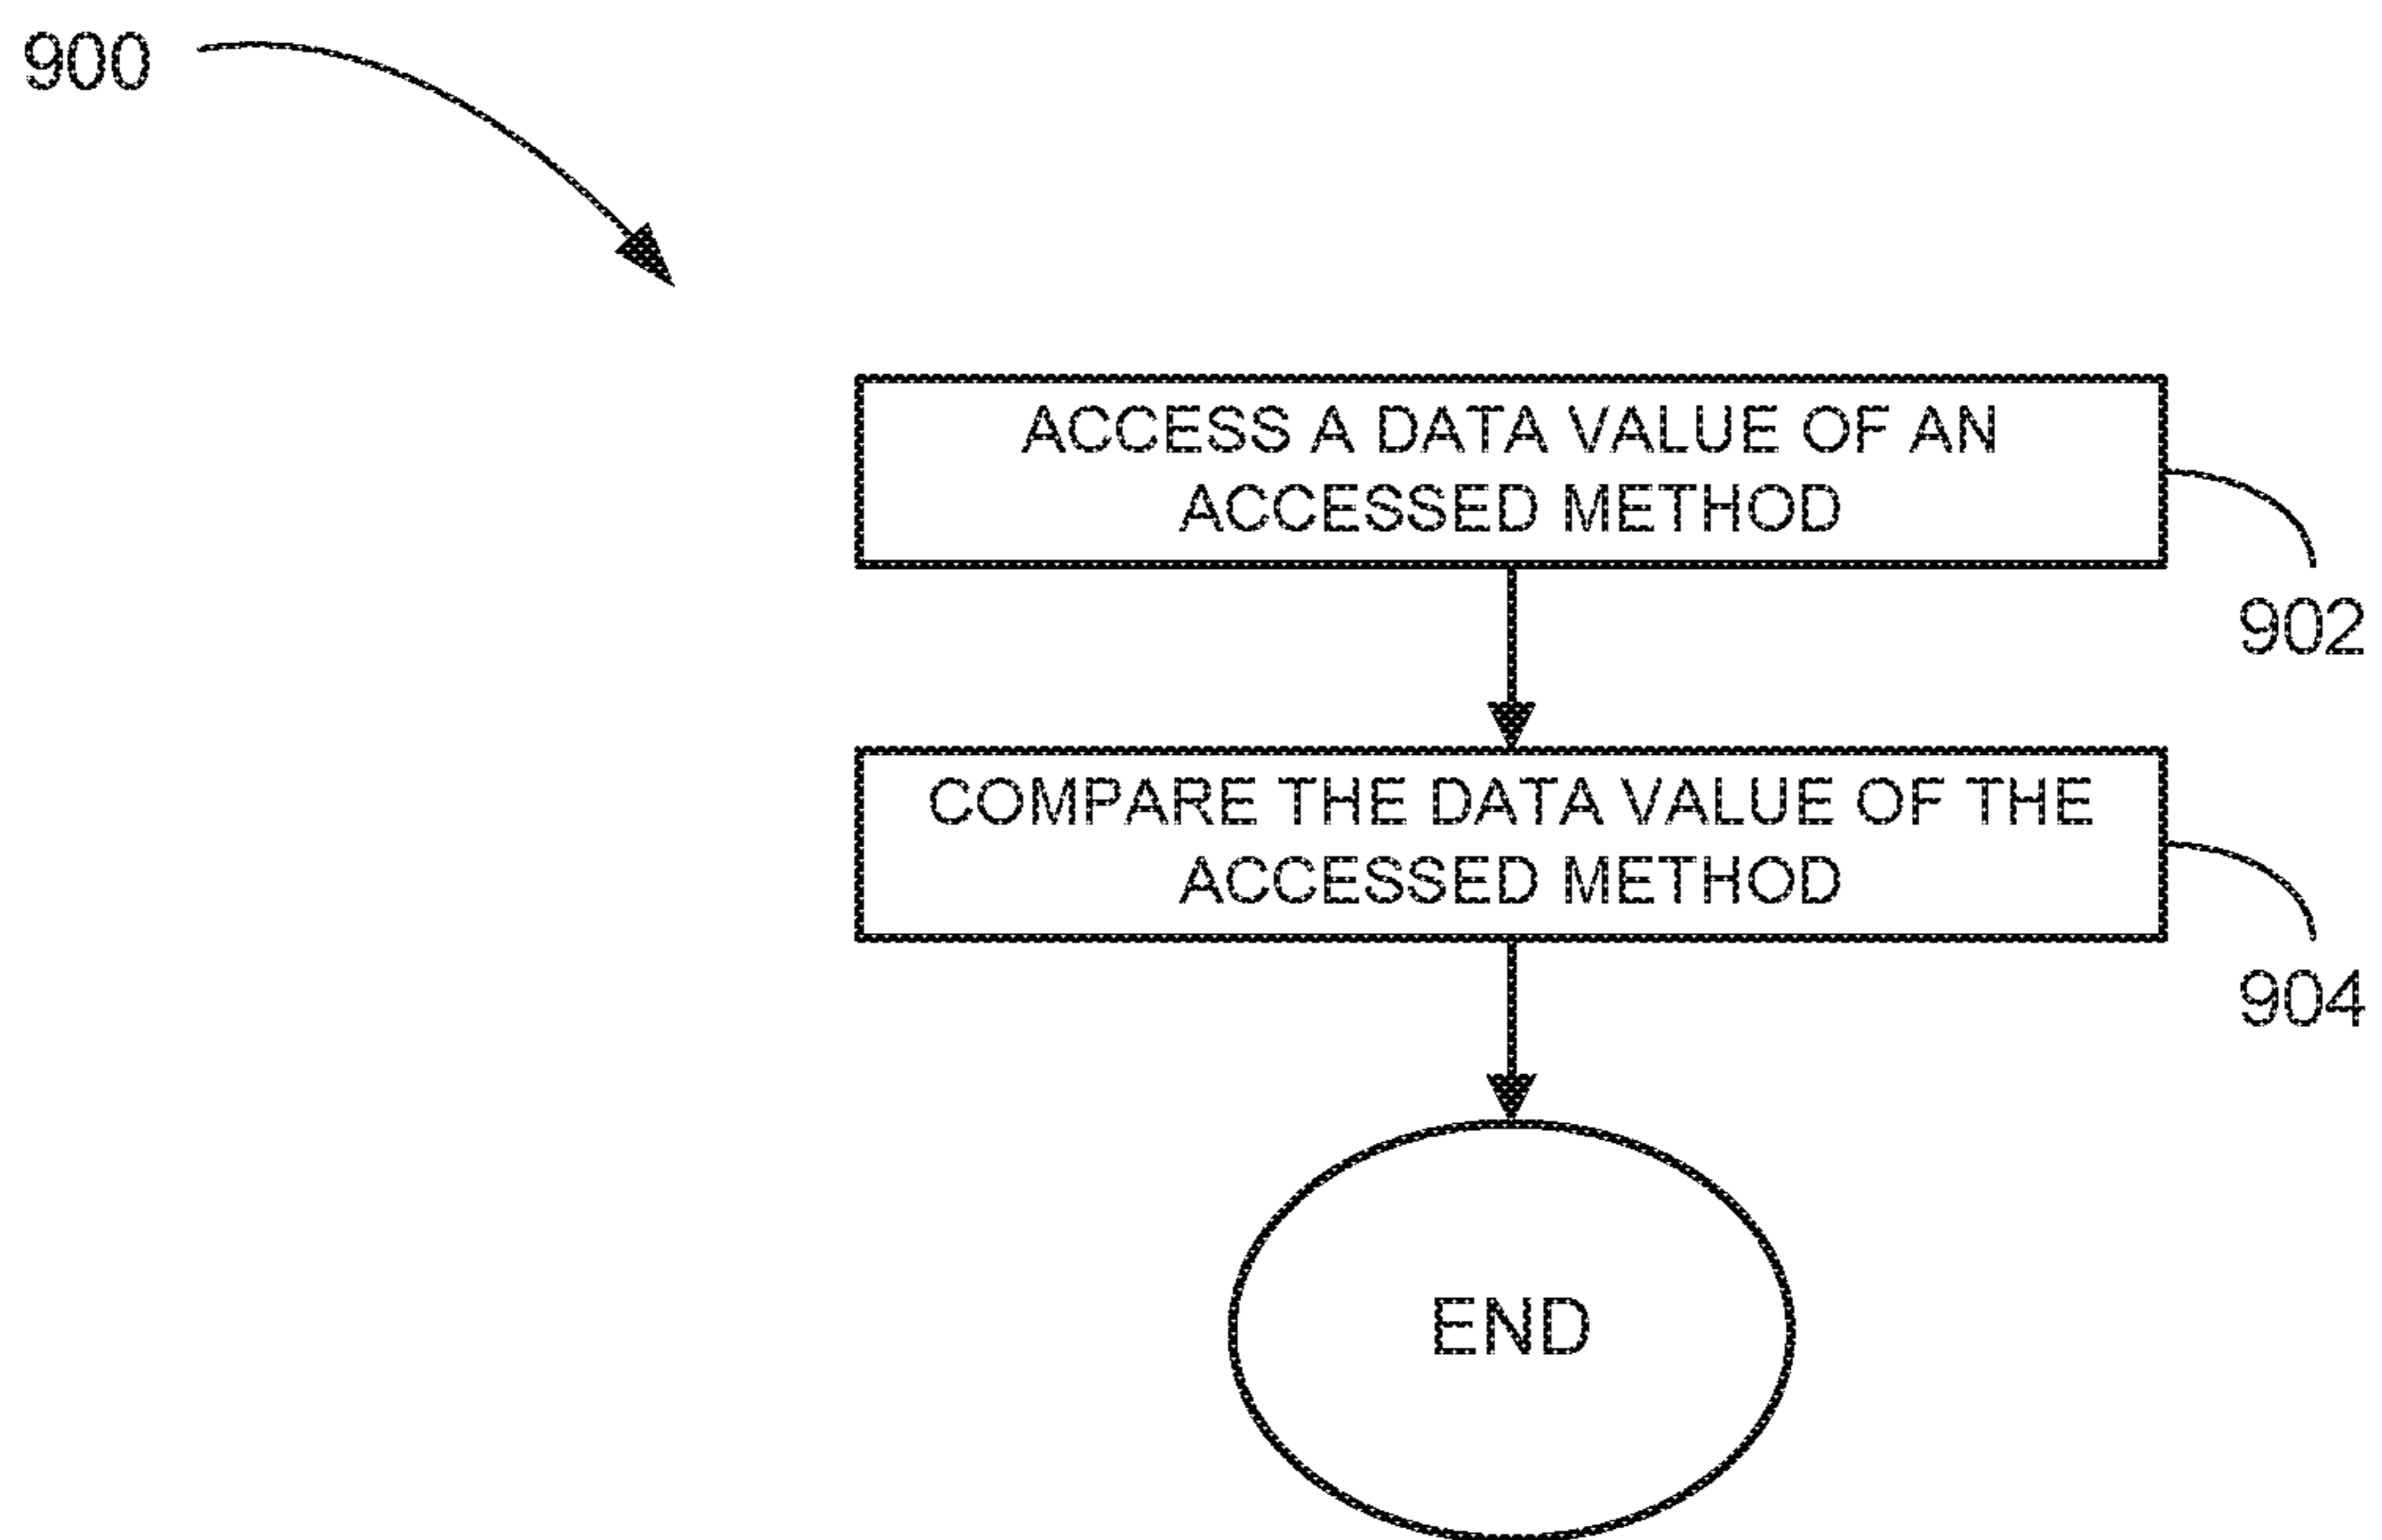 900
ACCESS A DATA VALUE OF AN
ACCESSED METHOD
902
COMPARE THE DATA VALUE OF THE
ACCESSED METHOD
904
END